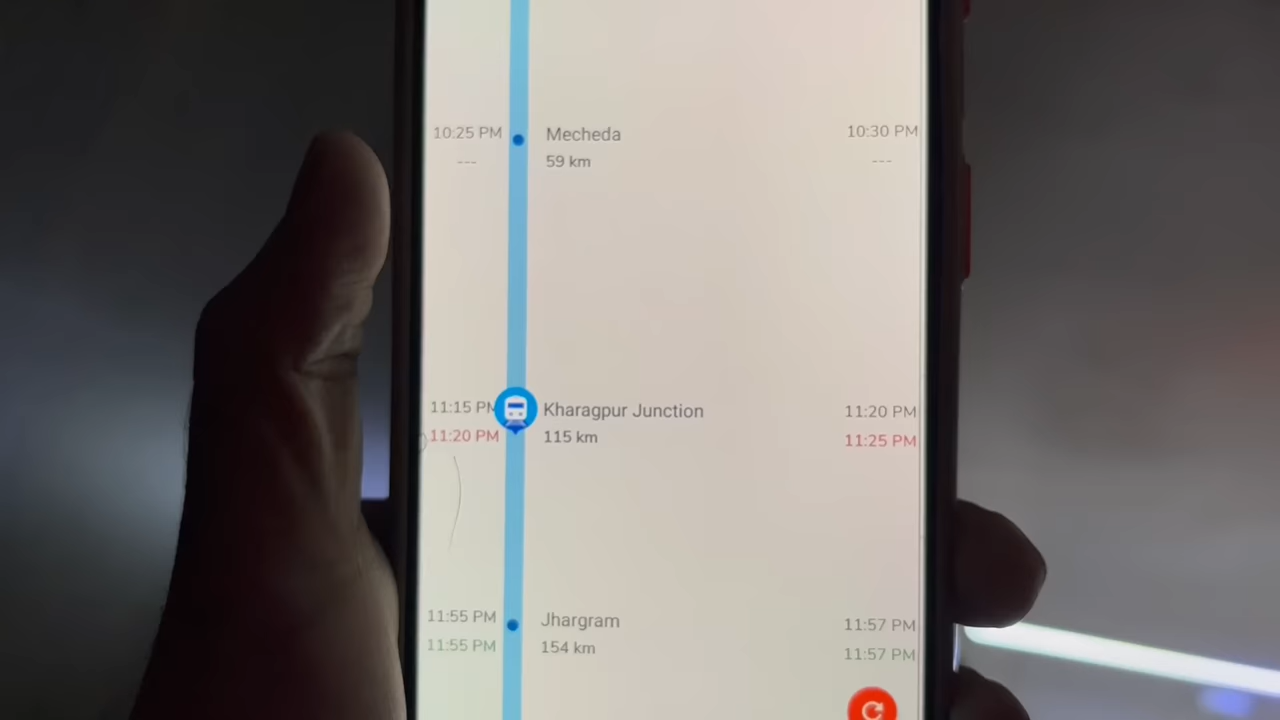 10:25 PM Mecheda 10:30 PM
--- 59 km ---
11:15 PM Kharagpur Junction 11:20 PM
11:20 PM 115 km 11:25 PM
11:55 PM Jhargram 11:57 PM
11:55 PM 154 km 11:57 PM